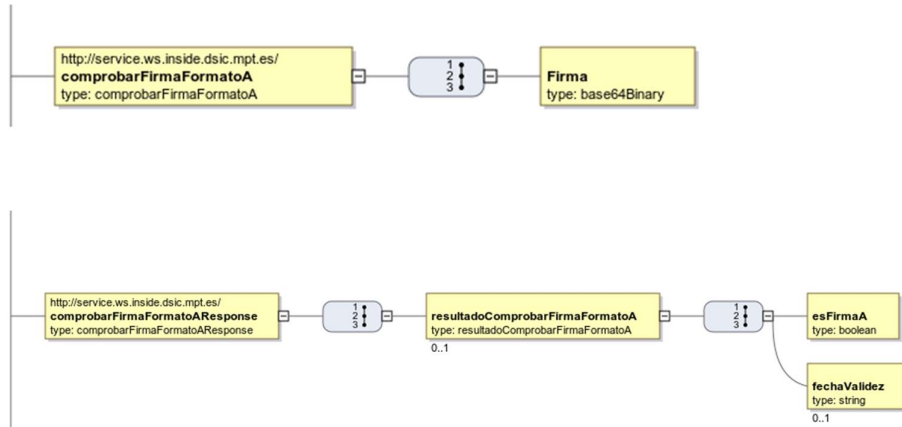 http://service.ws.inside.dsic.mpt.es/
comprobarFirmaFormatoA
type: comprobarFirmaFormatoA
1
2
3
Firma
type: base64Binary
http://service.ws.inside.dsic.mpt.es/
comprobarFirmaFormatoAResponse
type: comprobarFirmaFormatoAResponse
1
2
3
resultadoComprobarFirmaFormatoA
type: resultadoComprobarFirmaFormatoA
0..1
1
2
3
esFirmaA
type: boolean
fechaValidez
type: string
0..1